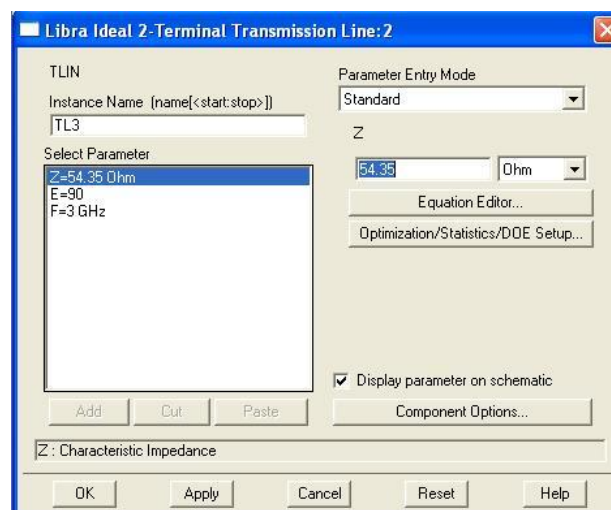 Libra Ideal 2-Terminal Transmission Line:2
TLIN
Instance Name (name[<start:stop>])
TL3
Select Parameter
Z=54.35 Ohm
E=90
F=3 GHz
Add
Cut
Paste
Parameter Entry Mode
Standard
Z
54.35
Ohm
Equation Editor...
Optimization/Statistics/DOE Setup...
Display parameter on schematic
Component Options...
Z : Characteristic Impedance
OK
Apply
Cancel
Reset
Help